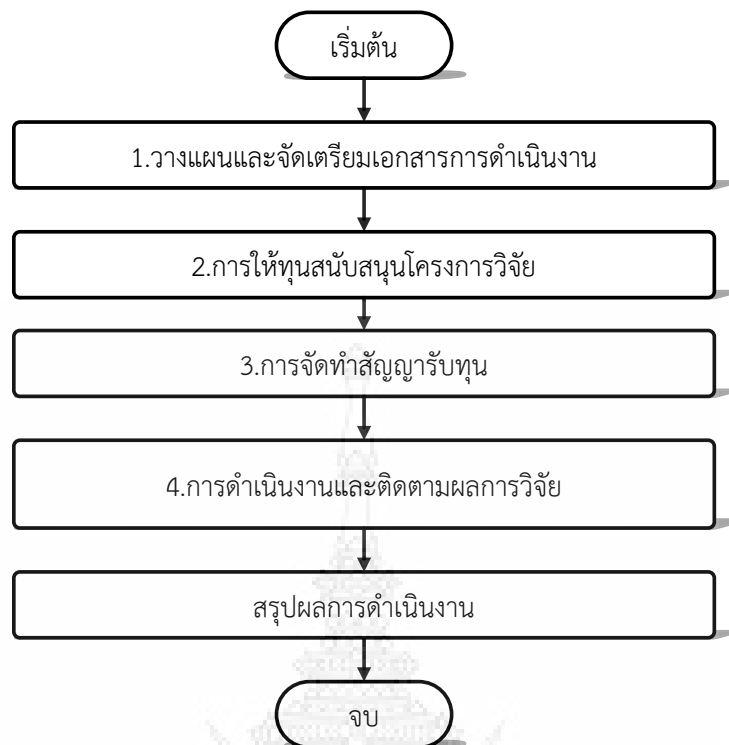 เริ่มต้น
1.วางแผนและจัดเตรียมเอกสารการดำเนินงาน
2.การให้ทุนสนับสนุนโครงการวิจัย
3.การจัดทำสัญญารับทุน
4.การดำเนินงานและติดตามผลการวิจัย
สรุปผลการดำเนินงาน
จบ